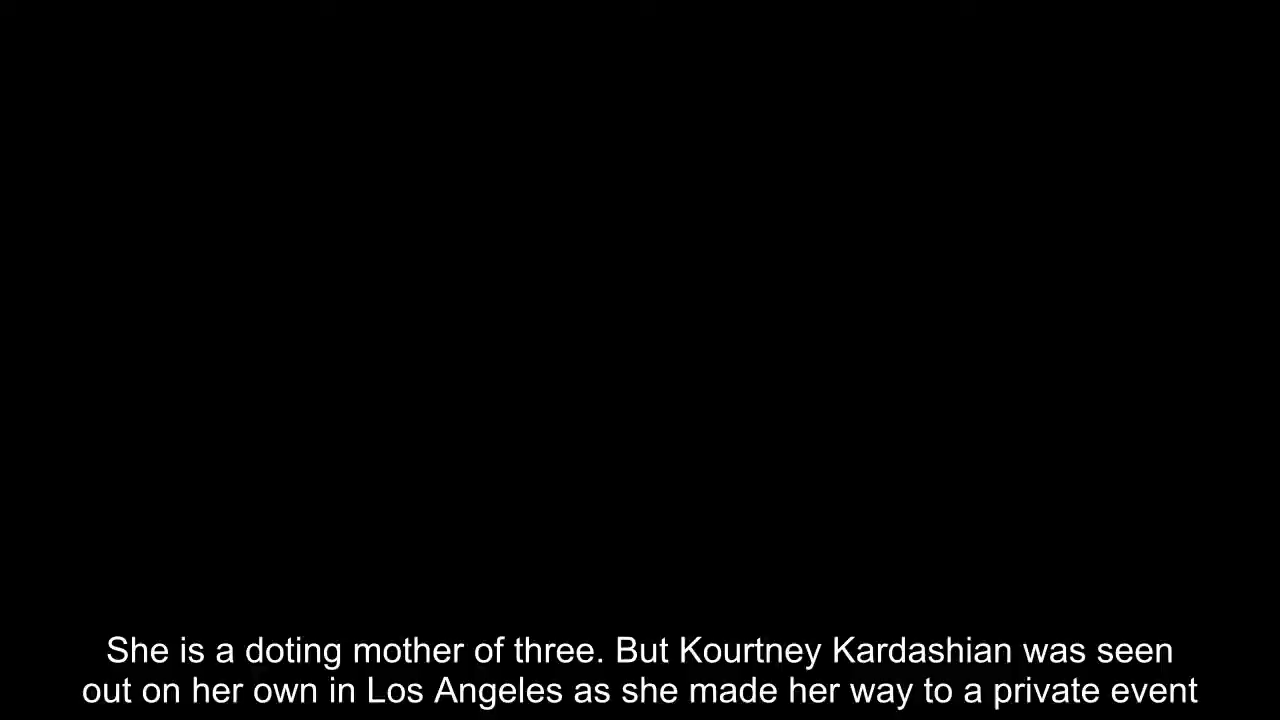 She is a doting mother of three. But Kourtney Kardashian was seen
out on her own in Los Angeles as she made her way to a private event